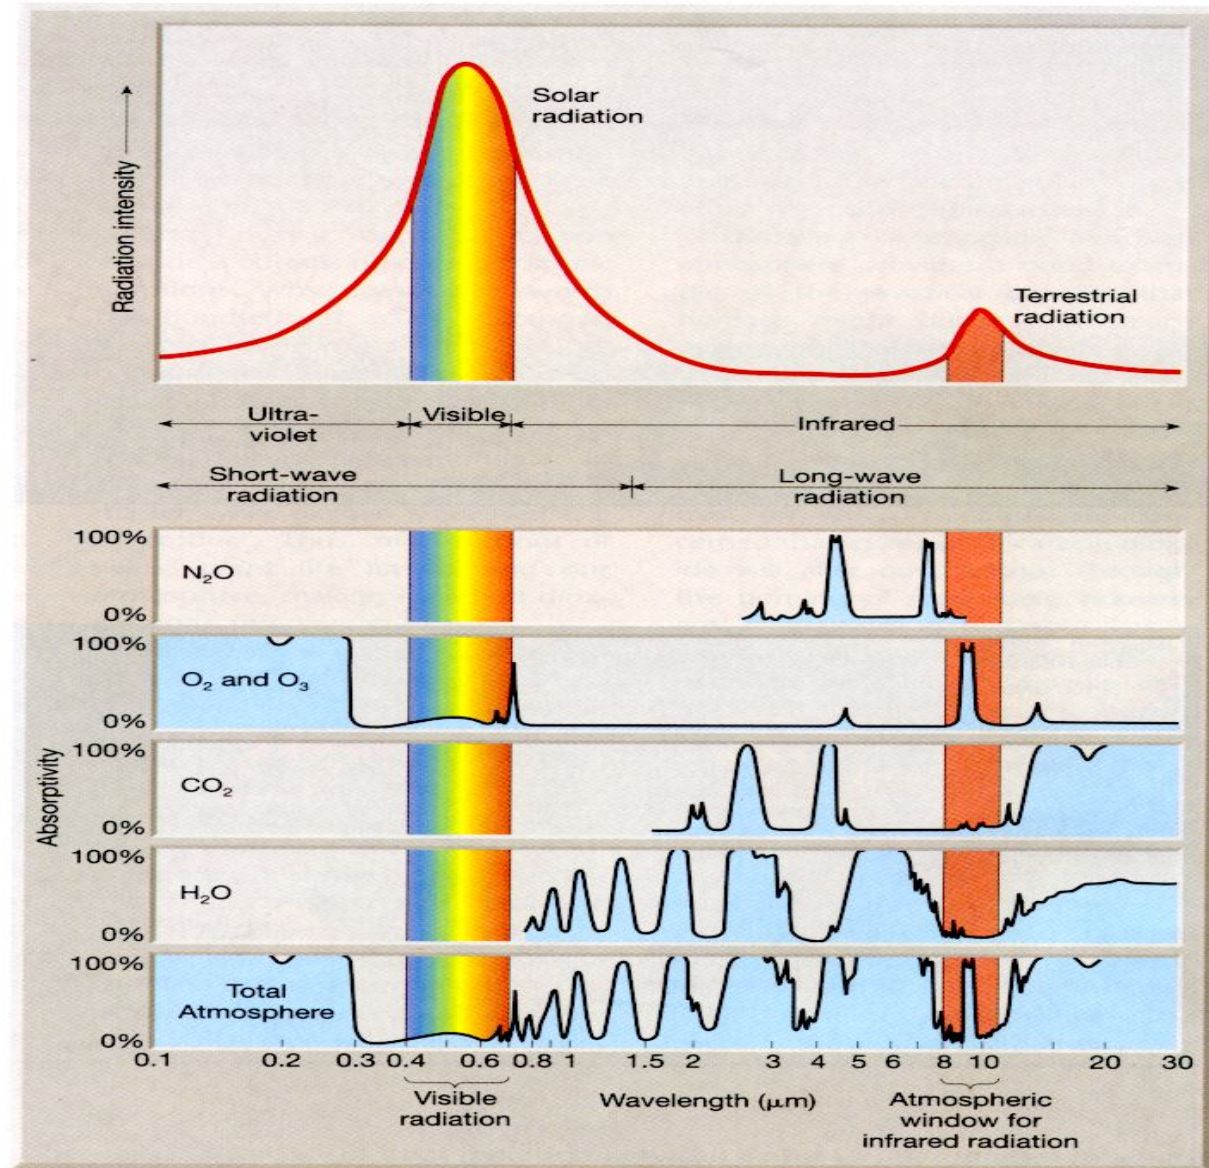 Radiation intensity
Solar
radiation
Terrestrial
radiation
Ultra-
violet
Visible
Infrared
Short-wave
radiation
Long-wave
radiation
Absorptivity
100%
N₂O
0%
100%
O₂ and O₃
0%
100%
CO₂
0%
100%
H₂O
0%
100%
Total
Atmosphere
0%
0.1 0.2 0.3 0.4 0.6 0.8 1 1.5 2 3 4 5 6 8 10 20 30
Visible
radiation
Wavelength (μm)
Atmospheric
window for
infrared radiation